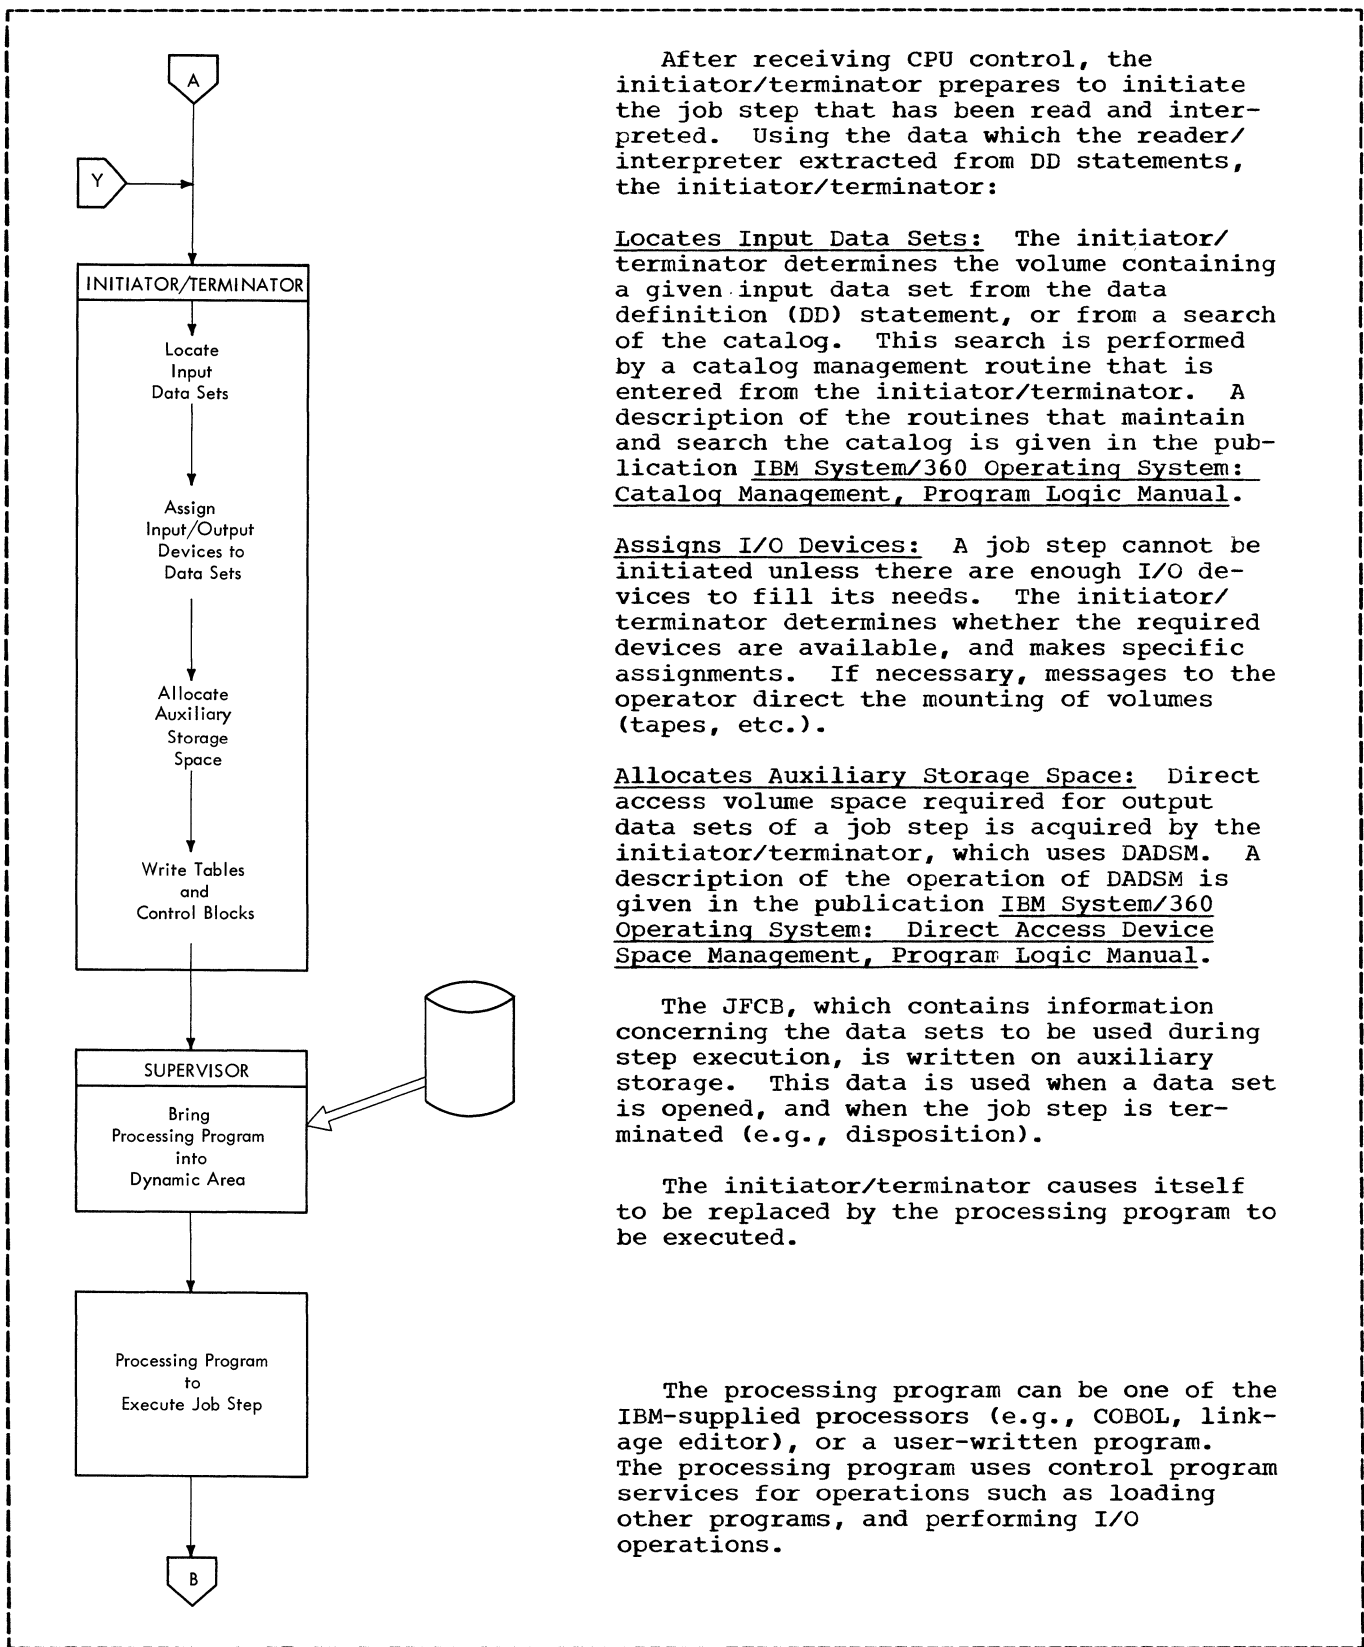 A
Y
INITIATOR/TERMINATOR
Locate
Input
Data Sets
Assign
Input/Output
Devices to
Data Sets
Allocate
Auxiliary
Storage
Space
Write Tables
and
Control Blocks
SUPERVISOR
Bring
Processing Program
into
Dynamic Area
Processing Program
to
Execute Job Step
B
After receiving CPU control, the
initiator/terminator prepares to initiate
the job step that has been read and inter-
preted. Using the data which the reader/
interpreter extracted from DD statements,
the initiator/terminator:
Locates Input Data Sets: The initiator/
terminator determines the volume containing
a given input data set from the data
definition (DD) statement, or from a search
of the catalog. This search is performed
by a catalog management routine that is
entered from the initiator/terminator. A
description of the routines that maintain
and search the catalog is given in the pub-
lication IBM System/360 Operating System:
Catalog Management, Program Logic Manual.
Assigns I/O Devices: A job step cannot be
initiated unless there are enough I/O de-
vices to fill its needs. The initiator/
terminator determines whether the required
devices are available, and makes specific
assignments. If necessary, messages to the
operator direct the mounting of volumes
(tapes, etc.).
Allocates Auxiliary Storage Space: Direct
access volume space required for output
data sets of a job step is acquired by the
initiator/terminator, which uses DADSM. A
description of the operation of DADSM is
given in the publication IBM System/360
Operating System: Direct Access Device
Space Management, Program Logic Manual.
The JFCB, which contains information
concerning the data sets to be used during
step execution, is written on auxiliary
storage. This data is used when a data set
is opened, and when the job step is ter-
minated (e.g., disposition).
The initiator/terminator causes itself
to be replaced by the processing program to
be executed.
The processing program can be one of the
IBM-supplied processors (e.g., COBOL, link-
age editor), or a user-written program.
The processing program uses control program
services for operations such as loading
other programs, and performing I/O
operations.